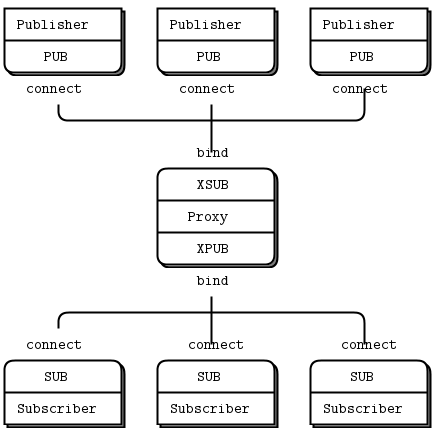 Publisher Publisher Publisher
PUB PUB PUB
connect connect connect
bind
XSUB
Proxy
XPUB
bind
connect connect connect
SUB SUB SUB
Subscriber Subscriber Subscriber